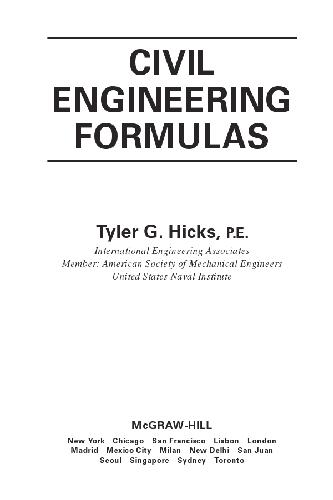 CIVIL
ENGINEERING
FORMULAS
Tyler G. Hicks, P.E.
International Engineering Associates
Member: American Society of Mechanical Engineers
United States Naval Institute
McGRAW-HILL
New York Chicago San Francisco Lisbon London
Madrid Mexico City Milan New Delhi San Juan
Seoul Singapore Sydney Toronto